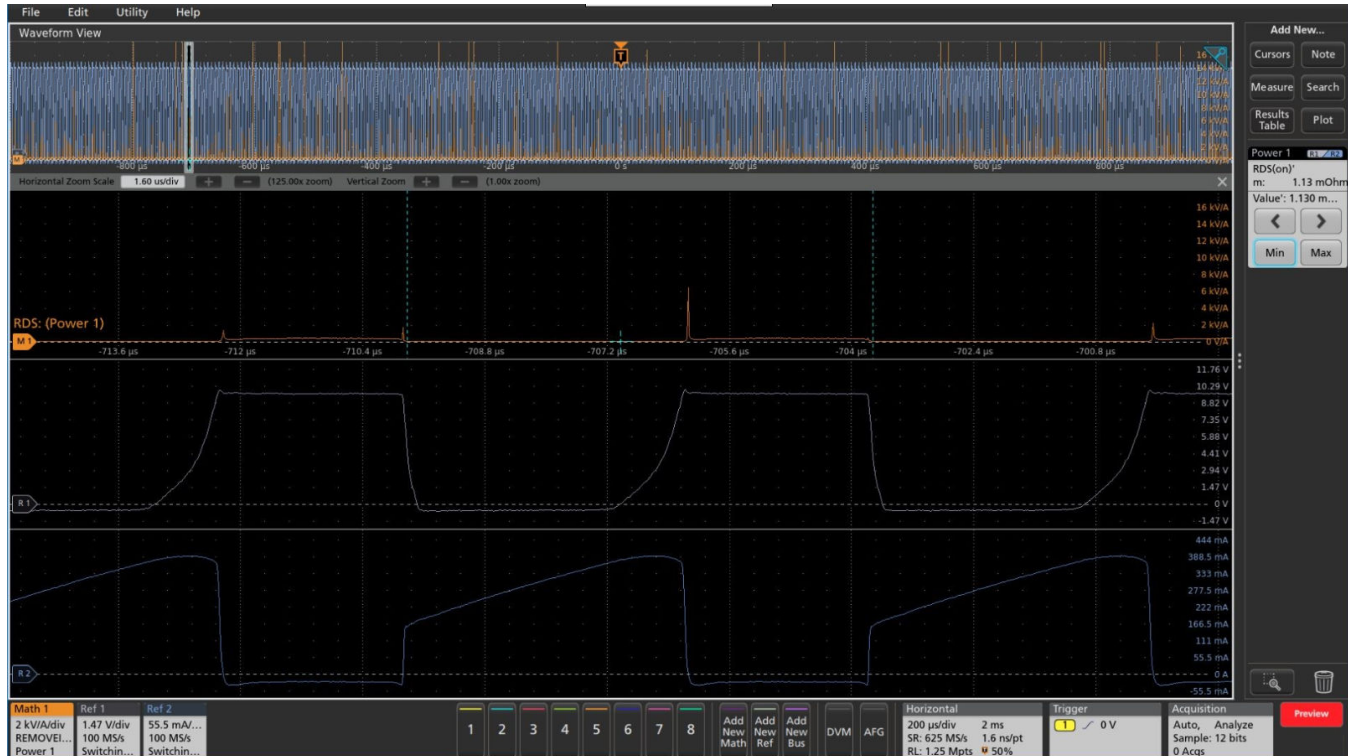 File Edit Utility Help
Waveform View
Add New...
Cursors Note
Measure Search
Results Table Plot
T
M
-800 µs -600 µs -400 µs -200 µs 0 s 200 µs 400 µs 600 µs 800 µs
Horizontal Zoom Scale 1.60 us/div + − (125.00x zoom) Vertical Zoom + − (1.00x zoom)
Power 1 R1 / R2
RDS(on)'
m: 1.13 mOhm
Value': 1.130 m...
< >
Min Max
16 kV/A
14 kV/A
12 kV/A
10 kV/A
8 kV/A
6 kV/A
4 kV/A
2 kV/A
0 V/A
RDS: (Power 1)
M 1
-713.6 µs -712 µs -710.4 µs -708.8 µs -707.2 µs -705.6 µs -704 µs -702.4 µs -700.8 µs
11.76 V
10.29 V
8.82 V
7.35 V
5.88 V
4.41 V
2.94 V
1.47 V
R 1
0 V
-1.47 V
444 mA
388.5 mA
333 mA
277.5 mA
222 mA
166.5 mA
111 mA
55.5 mA
R 2
0 A
-55.5 mA
Math 1
2 kV/A/div
REMOVEI...
Power 1
Ref 1
1.47 V/div
100 MS/s
Switchin...
Ref 2
55.5 mA/...
100 MS/s
Switchin...
1 2 3 4 5 6 7 8
Add New Math
Add New Ref
Add New Bus
DVM AFG
Horizontal
200 µs/div 2 ms
SR: 625 MS/s 1.6 ns/pt
RL: 1.25 Mpts 50%
Trigger
1 0 V
Acquisition
Auto, Analyze
Sample: 12 bits
0 Acqs
Preview